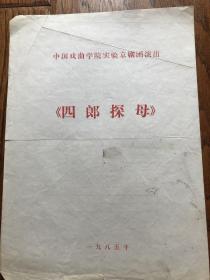 中国戏曲学院实验京剧团演出
《四郎探母》
一九八五年